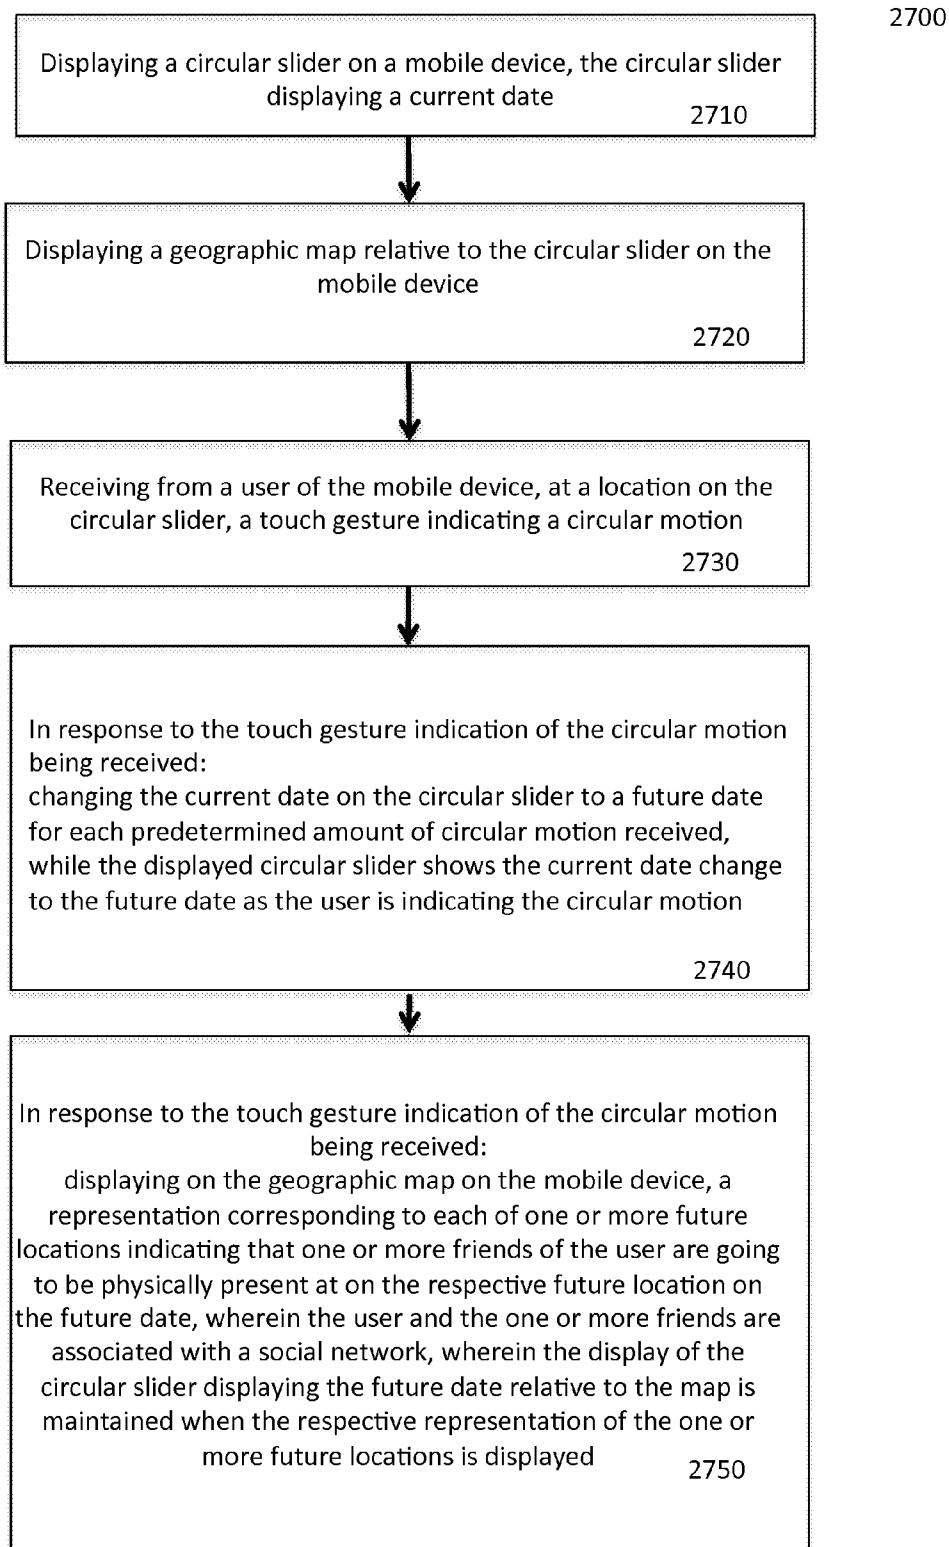 2700
Displaying a circular slider on a mobile device, the circular slider
displaying a current date
2710
Displaying a geographic map relative to the circular slider on the
mobile device
2720
Receiving from a user of the mobile device, at a location on the
circular slider, a touch gesture indicating a circular motion
2730
In response to the touch gesture indication of the circular motion
being received:
changing the current date on the circular slider to a future date
for each predetermined amount of circular motion received,
while the displayed circular slider shows the current date change
to the future date as the user is indicating the circular motion
2740
In response to the touch gesture indication of the circular motion
being received:
displaying on the geographic map on the mobile device, a
representation corresponding to each of one or more future
locations indicating that one or more friends of the user are going
to be physically present at on the respective future location on
the future date, wherein the user and the one or more friends are
associated with a social network, wherein the display of the
circular slider displaying the future date relative to the map is
maintained when the respective representation of the one or
more future locations is displayed
2750